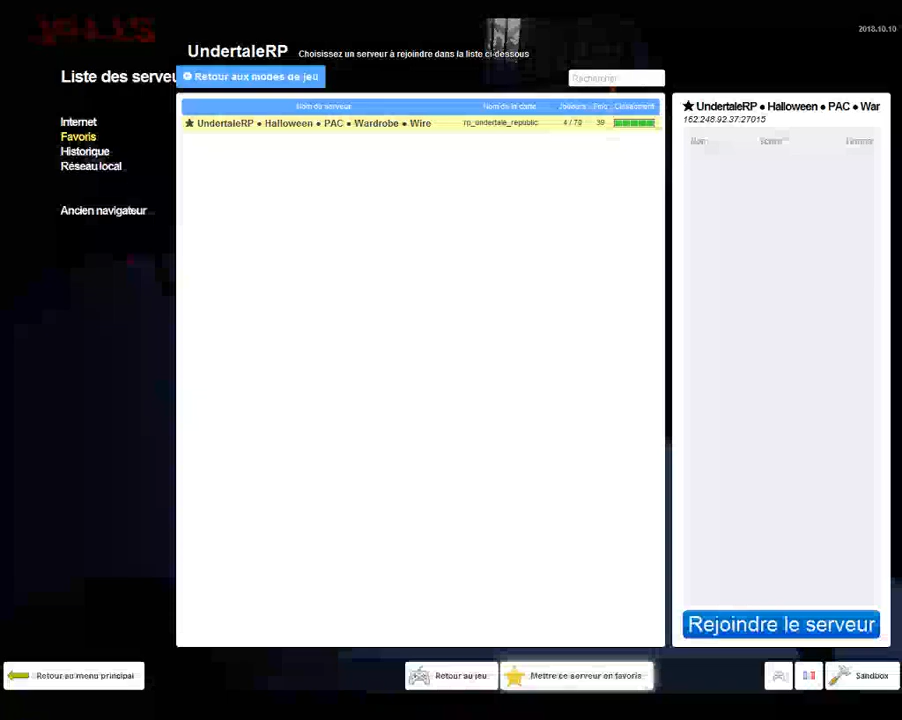 2018.10.10
UndertaleRP Choisissez un serveur à rejoindre dans la liste ci-dessous
Liste des serveu
Retour aux modes de jeu
Rechercher
Nom du serveur Nom de la carte Joueurs Ping Classement
★ UndertaleRP ● Halloween ● PAC ● Wardrobe ● Wire rp_undertale_republic 4 / 70 39
Internet
Favoris
Historique
Réseau local
Ancien navigateur
★ UndertaleRP ● Halloween ● PAC ● War
162.248.92.37:27015
Nom Score
Rejoindre le serveur
Retour au menu principal
Retour au jeu
Mettre ce serveur en favoris
Sandbox